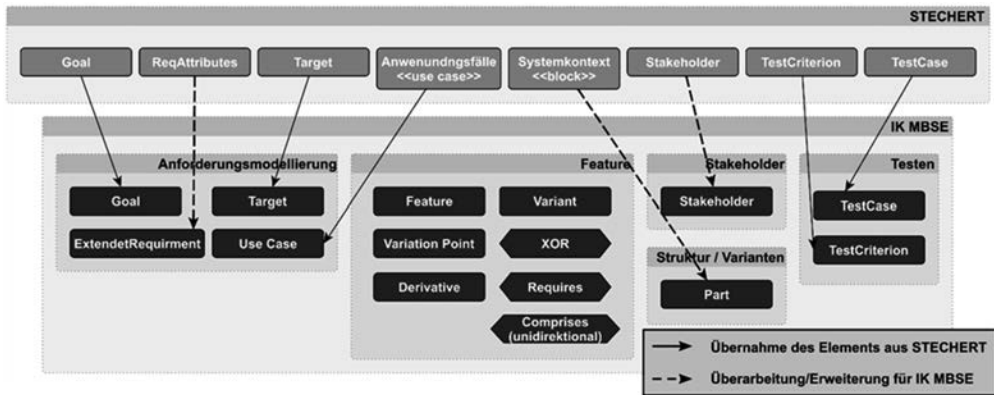 STECHERT
Goal
ReqAttributes
Target
Anwenundngsfälle
<<use case>>
Systemkontext
<<block>>
Stakeholder
TestCriterion
TestCase
IK MBSE
Anforderungsmodellierung
Goal
Target
ExtendetRequirment
Use Case
Feature
Feature
Variant
Variation Point
XOR
Derivative
Requires
Comprises
(unidirektional)
Stakeholder
Stakeholder
Struktur / Varianten
Part
Testen
TestCase
TestCriterion
Übernahme des Elements aus STECHERT
Überarbeitung/Erweiterung für IK MBSE